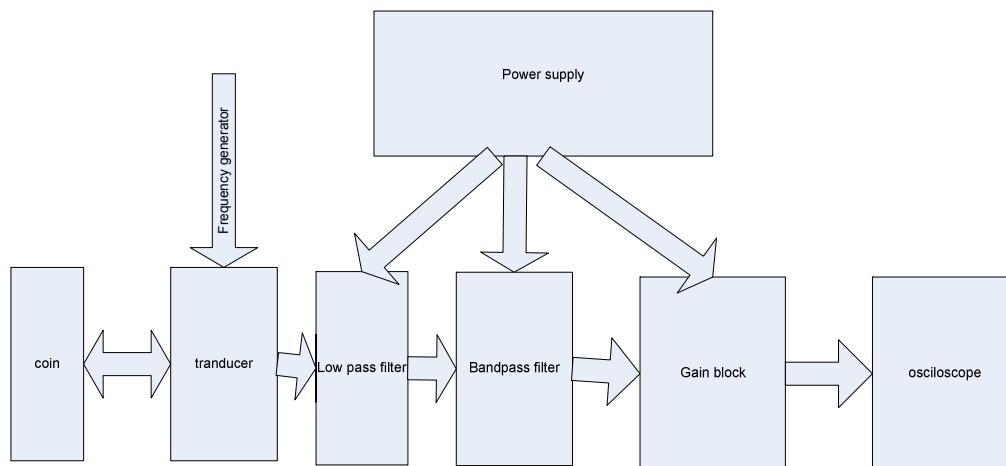 Power supply
Frequency generator
coin
tranducer
Low pass filter
Bandpass filter
Gain block
osciloscope